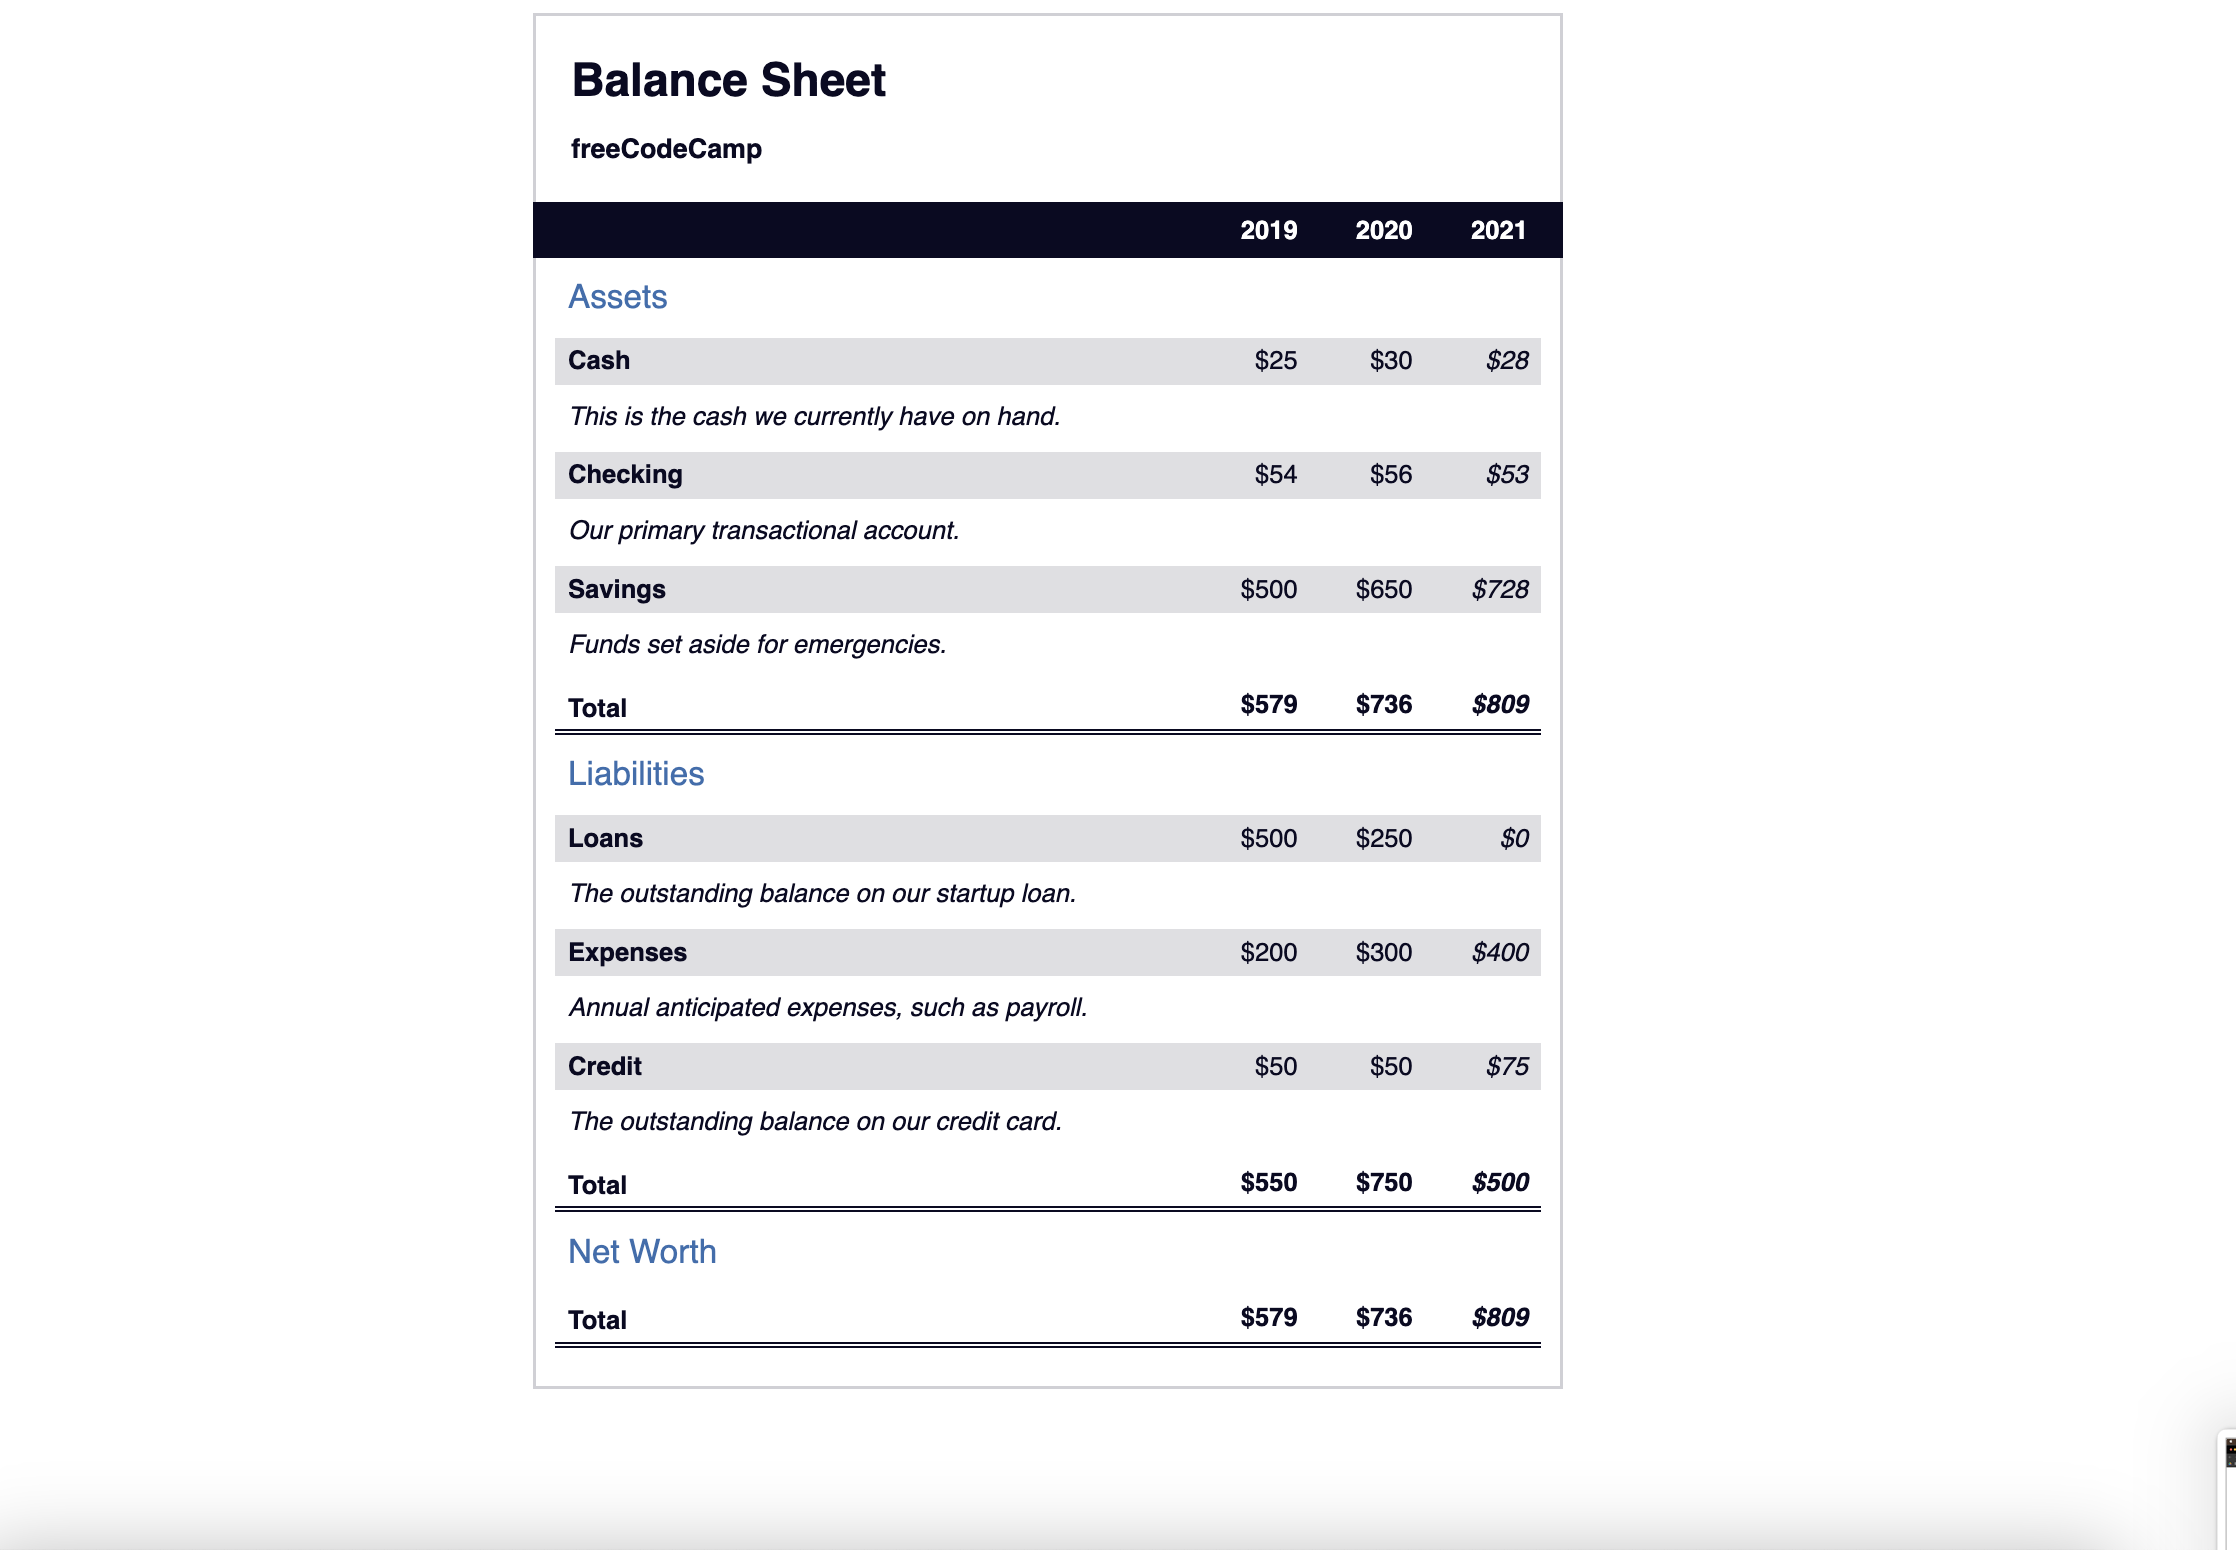 Balance Sheet
freeCodeCamp
2019 2020 2021
Assets
Cash $25 $30 $28
This is the cash we currently have on hand.
Checking $54 $56 $53
Our primary transactional account.
Savings $500 $650 $728
Funds set aside for emergencies.
Total $579 $736 $809
Liabilities
Loans $500 $250 $0
The outstanding balance on our startup loan.
Expenses $200 $300 $400
Annual anticipated expenses, such as payroll.
Credit $50 $50 $75
The outstanding balance on our credit card.
Total $550 $750 $500
Net Worth
Total $579 $736 $809